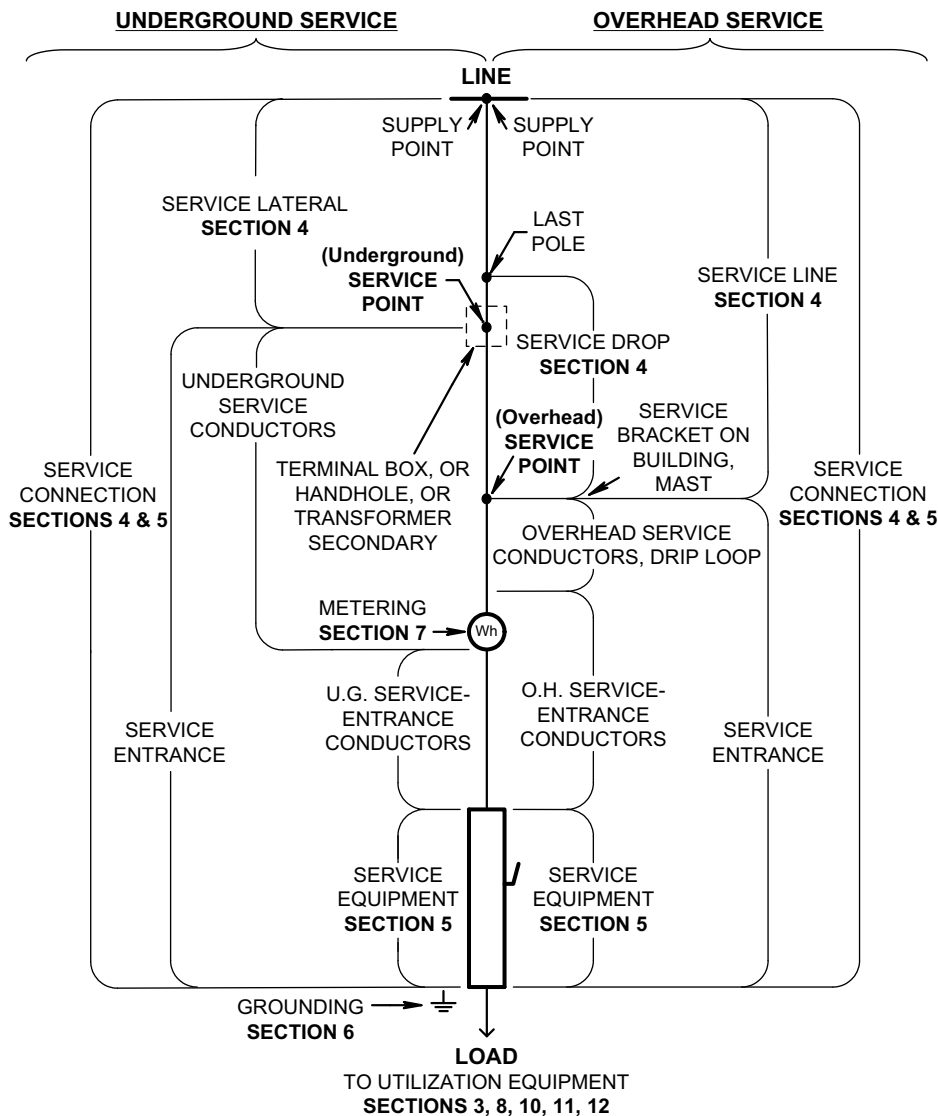 UNDERGROUND SERVICE
OVERHEAD SERVICE
LINE
SUPPLY
POINT
SUPPLY
POINT
SERVICE LATERAL
SECTION 4
LAST
POLE
(Underground)
SERVICE
POINT
SERVICE LINE
SECTION 4
SERVICE DROP
SECTION 4
UNDERGROUND
SERVICE
CONDUCTORS
(Overhead)
SERVICE
POINT
SERVICE
BRACKET ON
BUILDING,
MAST
SERVICE
CONNECTION
SECTIONS 4 & 5
TERMINAL BOX, OR
HANDHOLE, OR
TRANSFORMER
SECONDARY
SERVICE
CONNECTION
SECTIONS 4 & 5
OVERHEAD SERVICE
CONDUCTORS, DRIP LOOP
METERING
SECTION 7
Wh
U.G. SERVICE-
ENTRANCE
CONDUCTORS
O.H. SERVICE-
ENTRANCE
CONDUCTORS
SERVICE
ENTRANCE
SERVICE
ENTRANCE
SERVICE
EQUIPMENT
SECTION 5
SERVICE
EQUIPMENT
SECTION 5
GROUNDING
SECTION 6
LOAD
TO UTILIZATION EQUIPMENT
SECTIONS 3, 8, 10, 11, 12